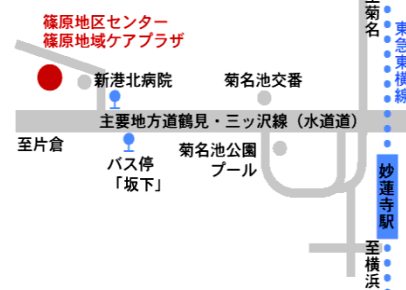 篠原地区センター
篠原地域ケアプラザ
新港北病院
菊名池交番
至菊名
東急東横線
主要地方道鶴見・三ッ沢線（水道道）
至片倉
バス停
「坂下」
菊名池公園
プール
妙蓮寺駅
至横浜